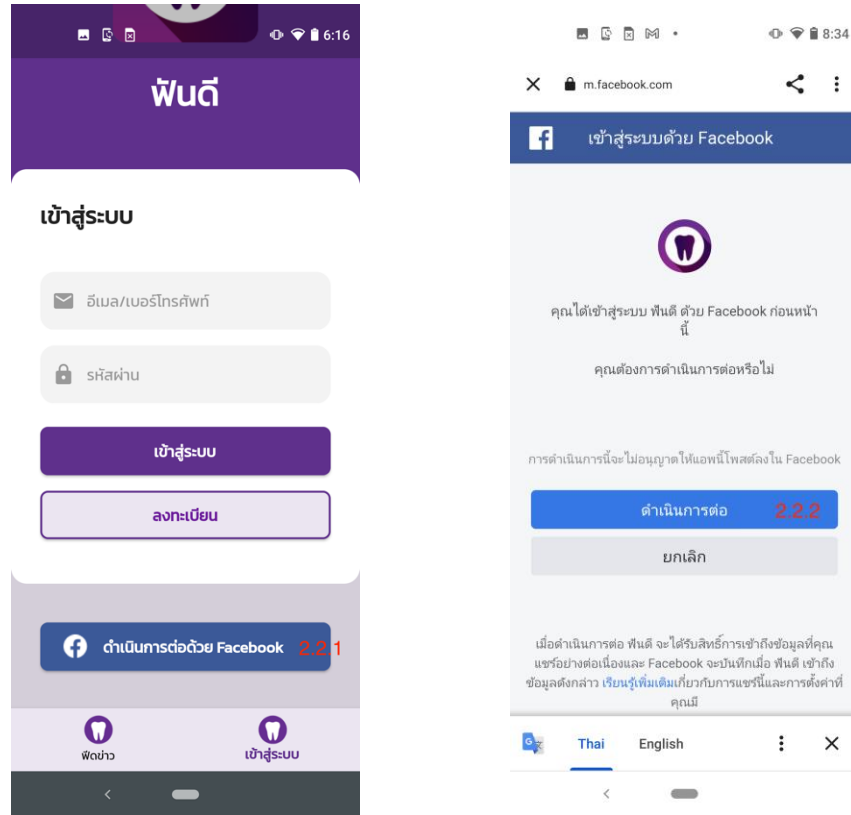 6:16
ฟันดี
เข้าสู่ระบบ
อีเมล/เบอร์โทรศัพท์
รหัสผ่าน
เข้าสู่ระบบ
ลงทะเบียน
ดำเนินการต่อด้วย Facebook 2.2.1
ฟีดข่าว
เข้าสู่ระบบ
8:34
m.facebook.com
เข้าสู่ระบบด้วย Facebook
คุณได้เข้าสู่ระบบ ฟันดี ด้วย Facebook ก่อนหน้า
นี้
คุณต้องการดำเนินการต่อหรือไม่
การดำเนินการนี้จะไม่อนุญาตให้แอพนี้โพสต์ลงใน Facebook
ดำเนินการต่อ 2.2.2
ยกเลิก
เมื่อดำเนินการต่อ ฟันดี จะได้รับสิทธิ์การเข้าถึงข้อมูลที่คุณ
แชร์อย่างต่อเนื่องและ Facebook จะบันทึกเมื่อ ฟันดี เข้าถึง
ข้อมูลดังกล่าว เรียนรู้เพิ่มเติมเกี่ยวกับการแชร์นี้และการตั้งค่าที่
คุณมี
Thai English